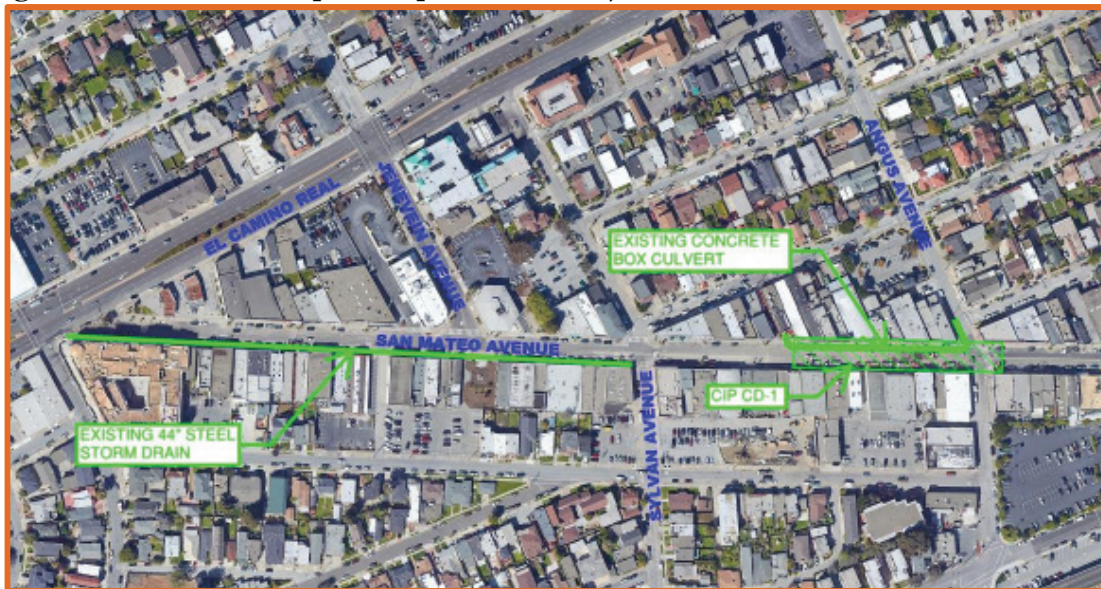 EL CAMINO REAL
JENEVEIN AVENUE
ANGUS AVENUE
EXISTING CONCRETE
BOX CULVERT
SAN MATEO AVENUE
CIP CD-1
EXISTING 44" STEEL
STORM DRAIN
SYLVAN AVENUE